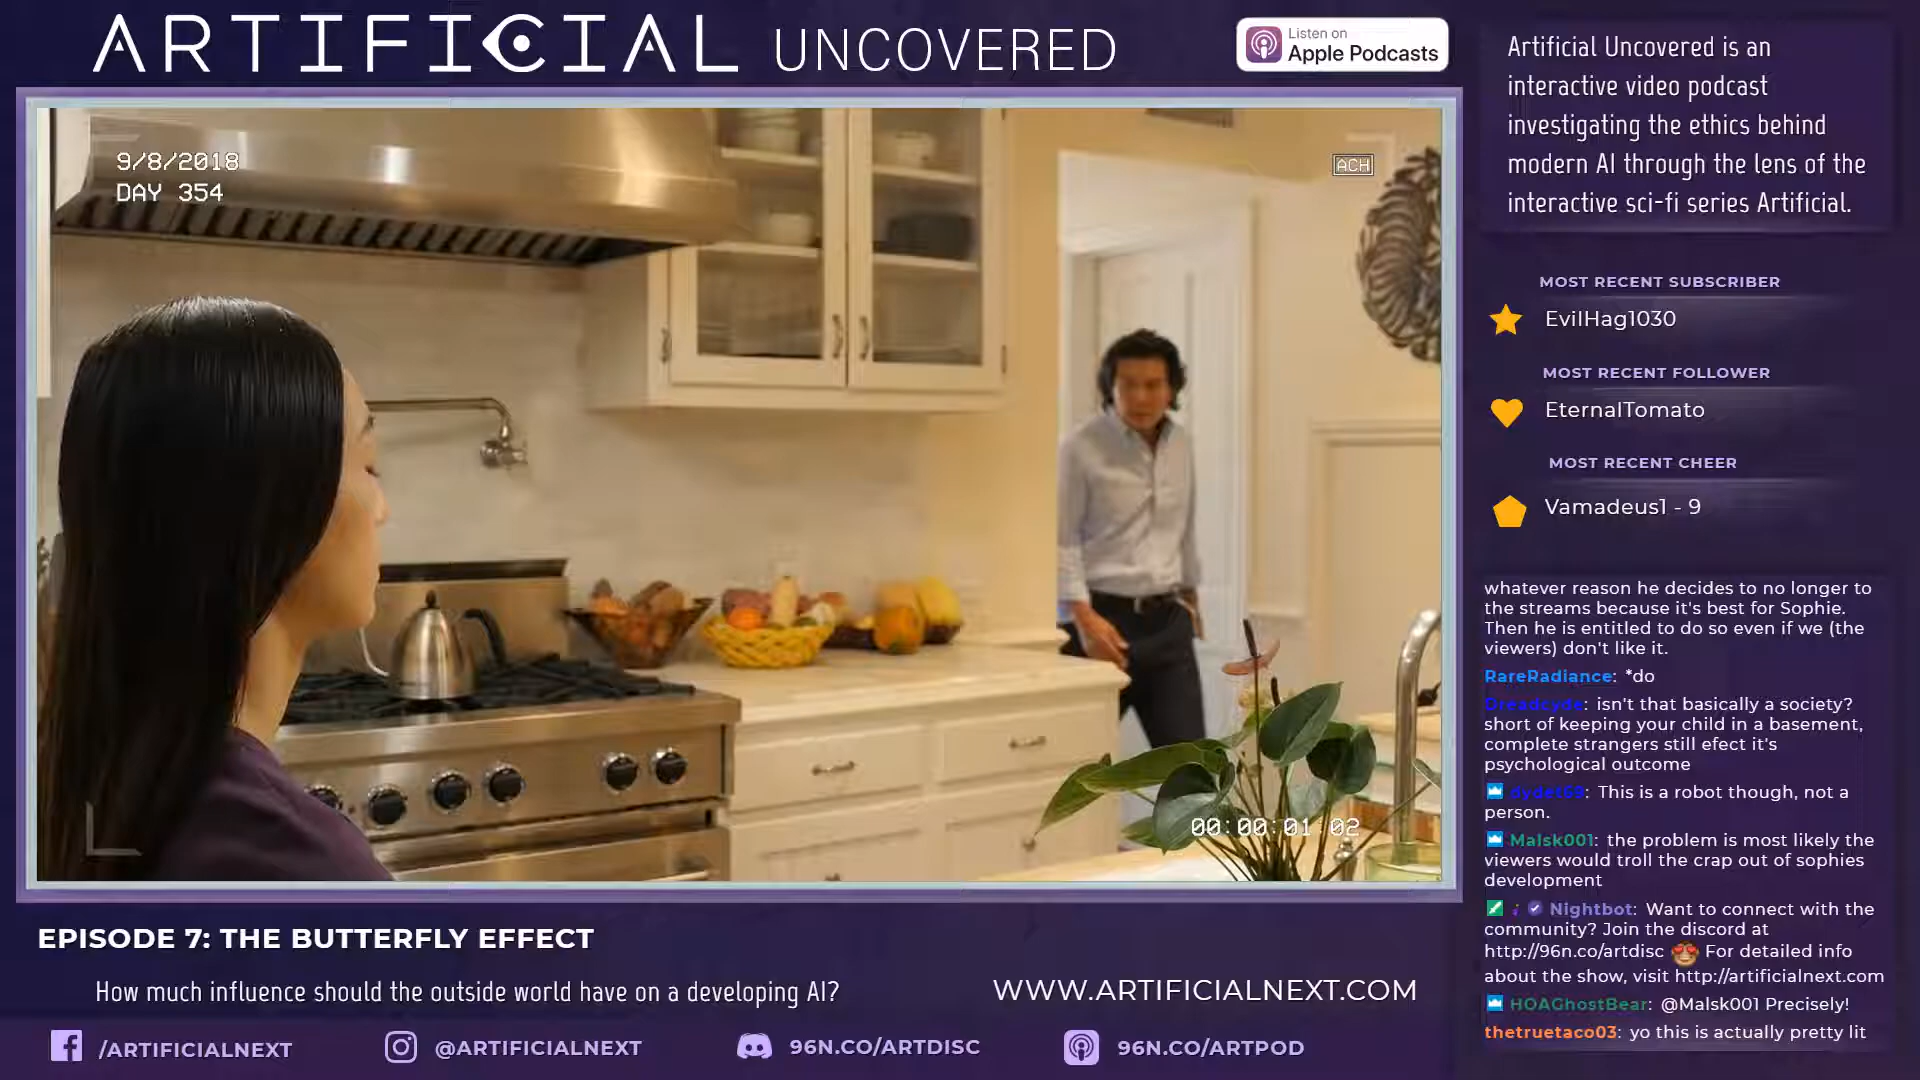 ARTIFICIAL UNCOVERED
Listen on
Apple Podcasts
Artificial Uncovered is an
interactive video podcast
investigating the ethics behind
modern AI through the lens of the
interactive sci-fi series Artificial.
9/8/2018
DAY 354
ACH
00:00:01:02
MOST RECENT SUBSCRIBER
EvilHag1030
MOST RECENT FOLLOWER
EternalTomato
MOST RECENT CHEER
Vamadeus1 - 9
whatever reason he decides to no longer to
the streams because it's best for Sophie.
Then he is entitled to do so even if we (the
viewers) don't like it.
RareRadiance: *do
Dreadcyde: isn't that basically a society?
short of keeping your child in a basement,
complete strangers still efect it's
psychological outcome
dydet69: This is a robot though, not a
person.
Malsk001: the problem is most likely the
viewers would troll the crap out of sophies
development
Nightbot: Want to connect with the
community? Join the discord at
http://96n.co/artdisc For detailed info
about the show, visit http://artificialnext.com
HOAGhostBear: @Malsk001 Precisely!
thetruetaco03: yo this is actually pretty lit
EPISODE 7: THE BUTTERFLY EFFECT
How much influence should the outside world have on a developing AI?
WWW.ARTIFICIALNEXT.COM
/ARTIFICIALNEXT
@ARTIFICIALNEXT
96N.CO/ARTDISC
96N.CO/ARTPOD